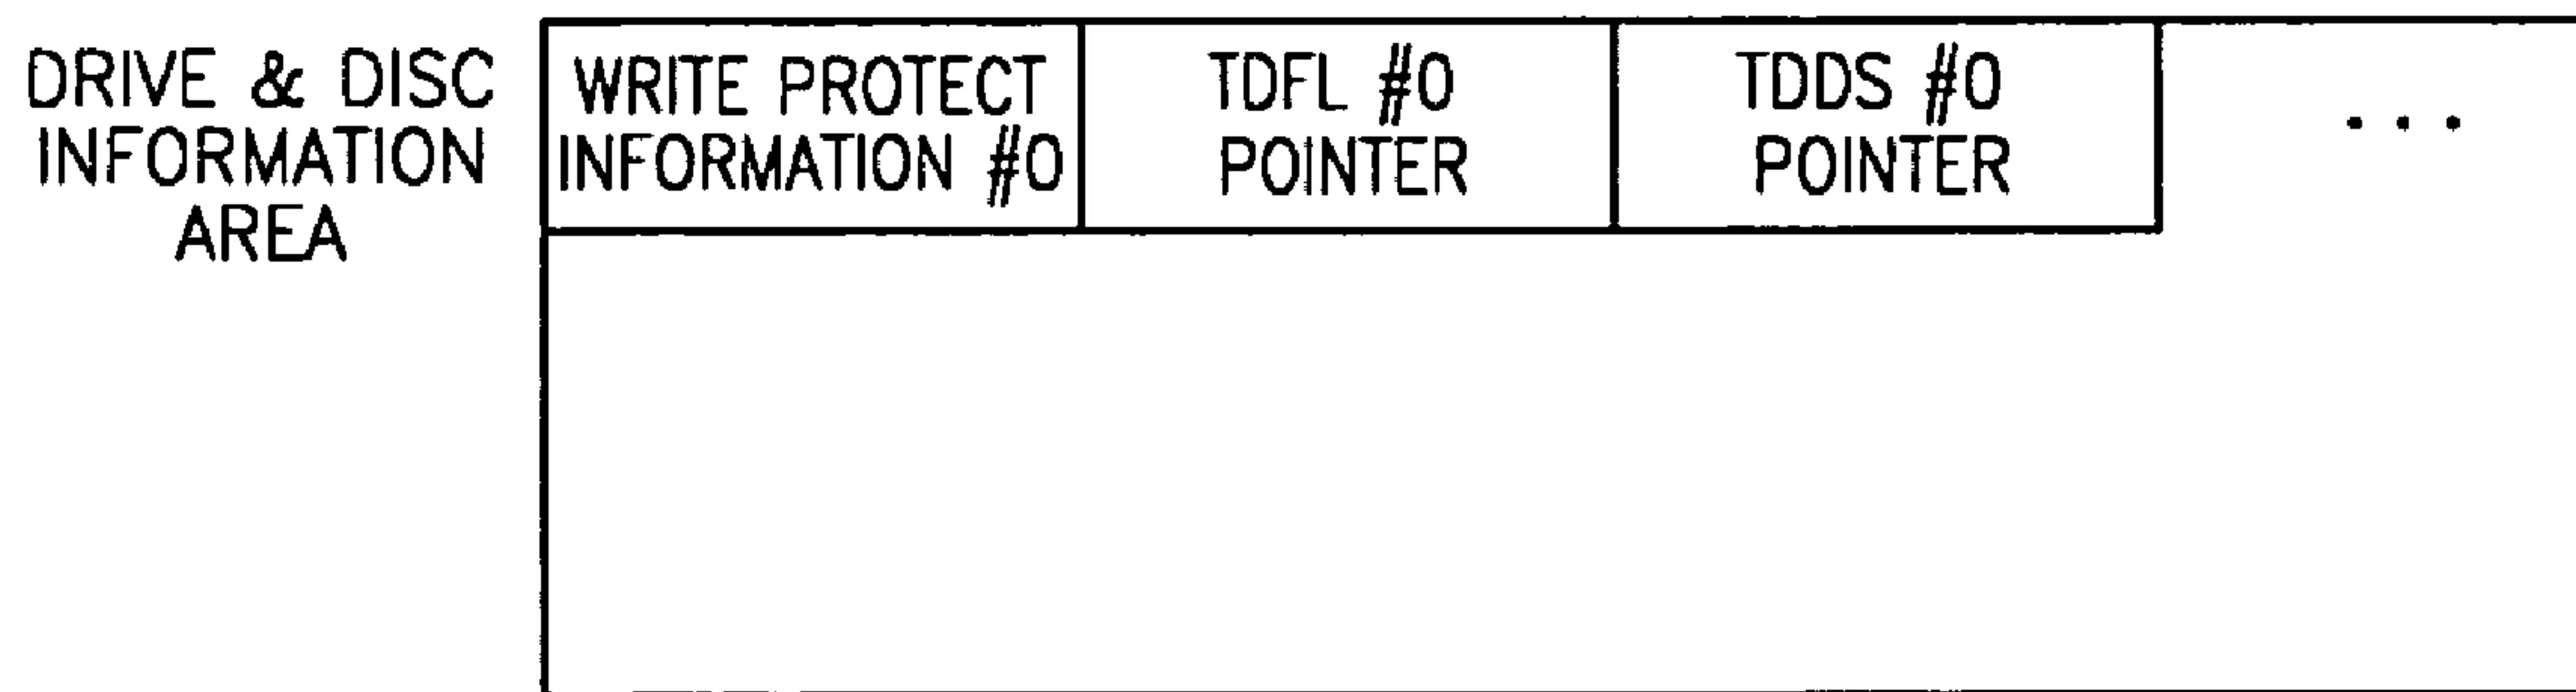 DRIVE & DISC
INFORMATION
AREA
WRITE PROTECT
INFORMATION #0
TDFL #0
POINTER
TDDS #0
POINTER
...